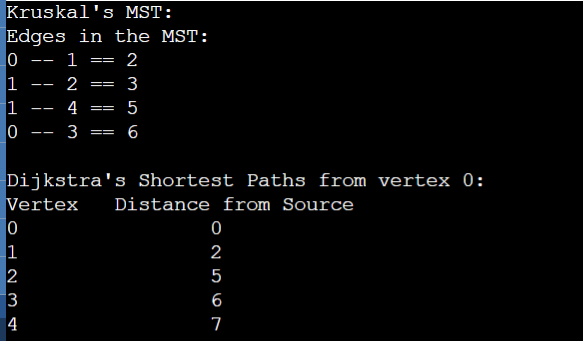 Kruskal's MST:
Edges in the MST:
0 -- 1 == 2
1 -- 2 == 3
1 -- 4 == 5
0 -- 3 == 6
Dijkstra's Shortest Paths from vertex 0:
Vertex   Distance from Source
0                0
1                2
2                5
3                6
4                7